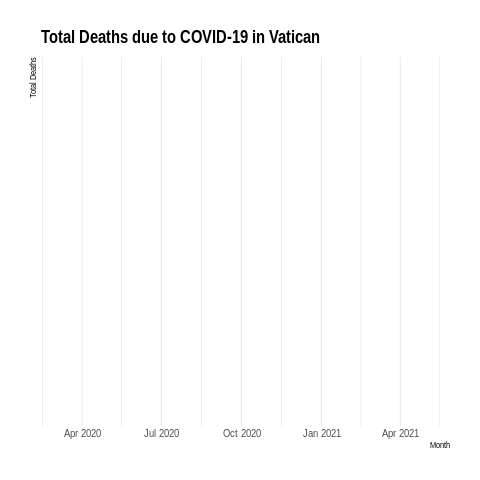 Total Deaths due to COVID-19 in Vatican
Total Deaths
Apr 2020 Jul 2020 Oct 2020 Jan 2021 Apr 2021
Month